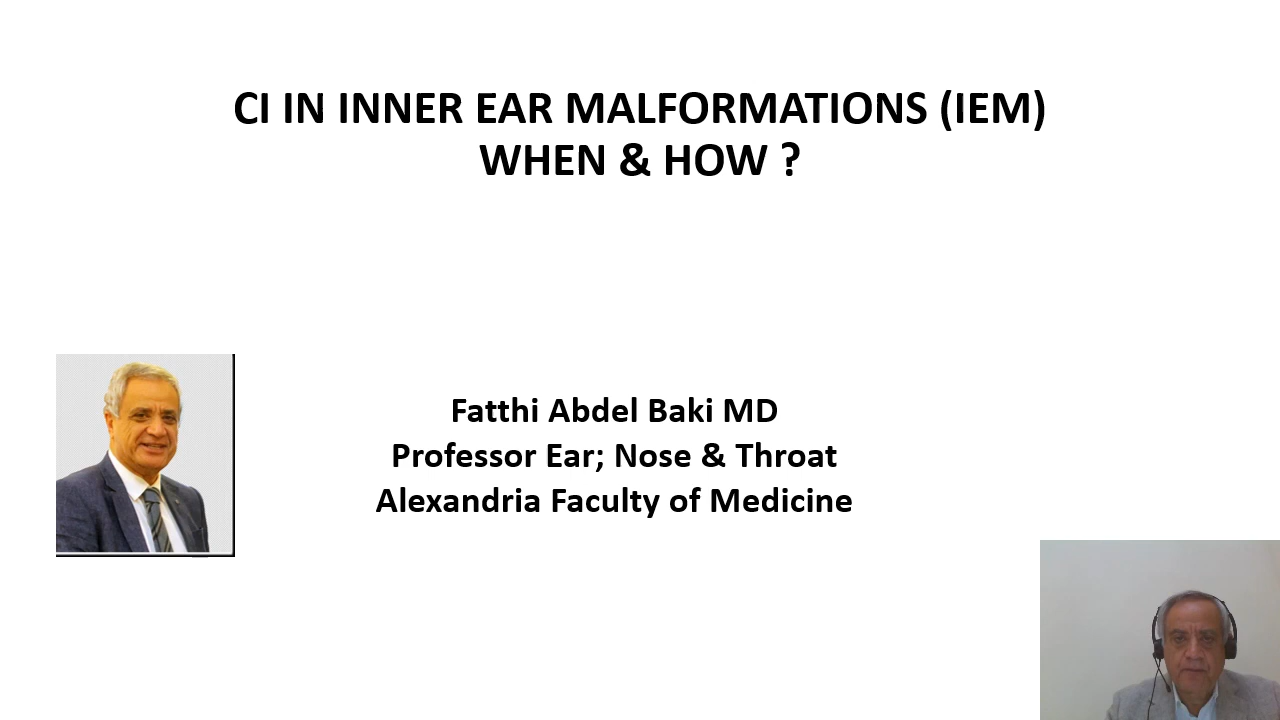 CI IN INNER EAR MALFORMATIONS (IEM)
WHEN & HOW ?
Fatthi Abdel Baki MD
Professor Ear; Nose & Throat
Alexandria Faculty of Medicine